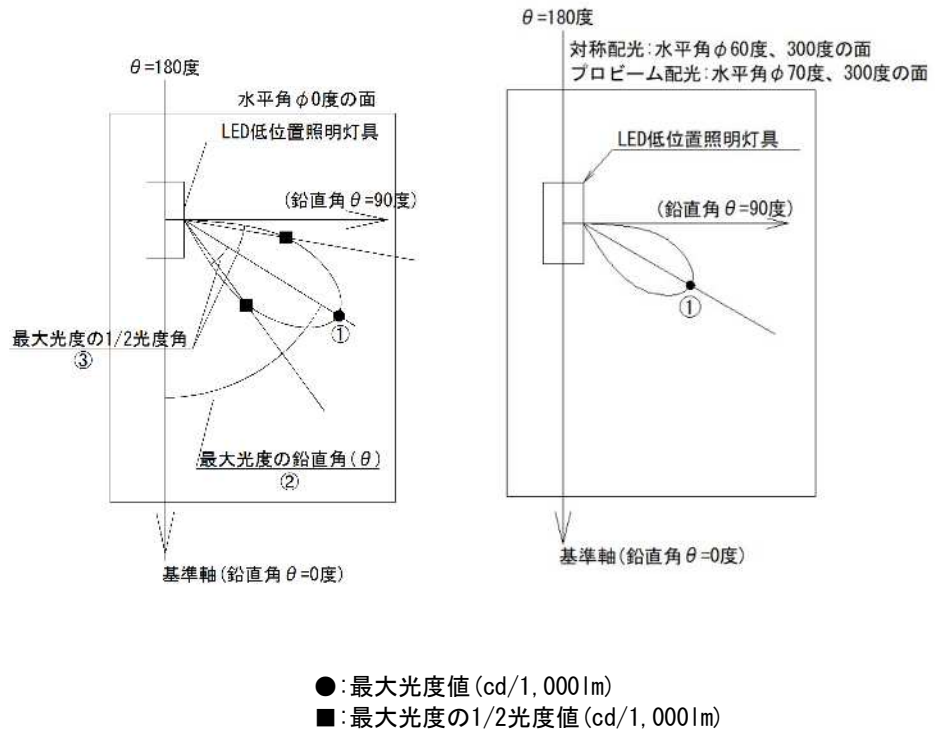 θ=180度
水平角φ0度の面
LED低位置照明灯具
(鉛直角θ=90度)
①
最大光度の1/2光度角
③
最大光度の鉛直角(θ)
②
基準軸(鉛直角θ=0度)
θ=180度
対称配光:水平角φ60度、300度の面
プロビーム配光:水平角φ70度、300度の面
LED低位置照明灯具
(鉛直角θ=90度)
①
基準軸(鉛直角θ=0度)
●:最大光度値(cd/1,000lm)
■:最大光度の1/2光度値(cd/1,000lm)